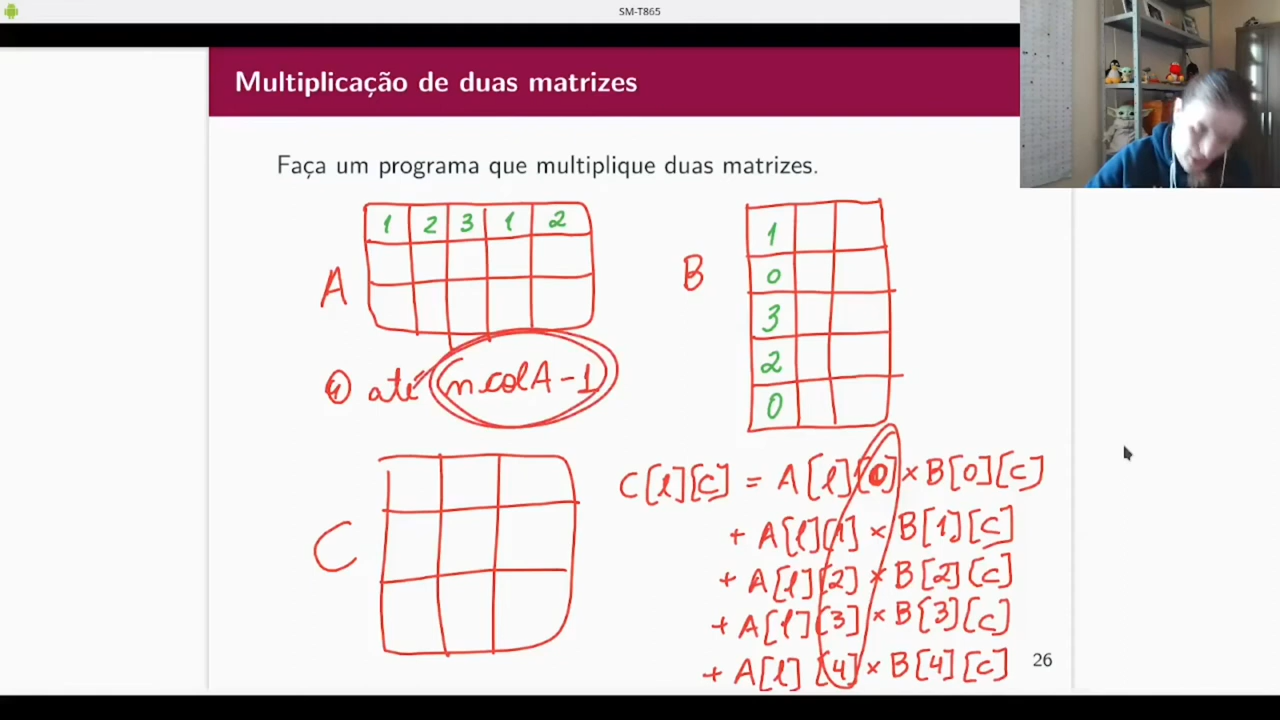 SM-T865
Multiplicação de duas matrizes
Faça um programa que multiplique duas matrizes.
1 2 3 1 2
A
B
1
0
3
2
0
até ncolA-1
C
C[l][c] = A[l][0] × B[0][c]
+ A[l][1] × B[1][c]
+ A[l][2] × B[2][c]
+ A[l][3] × B[3][c]
+ A[l][4] × B[4][c]
26